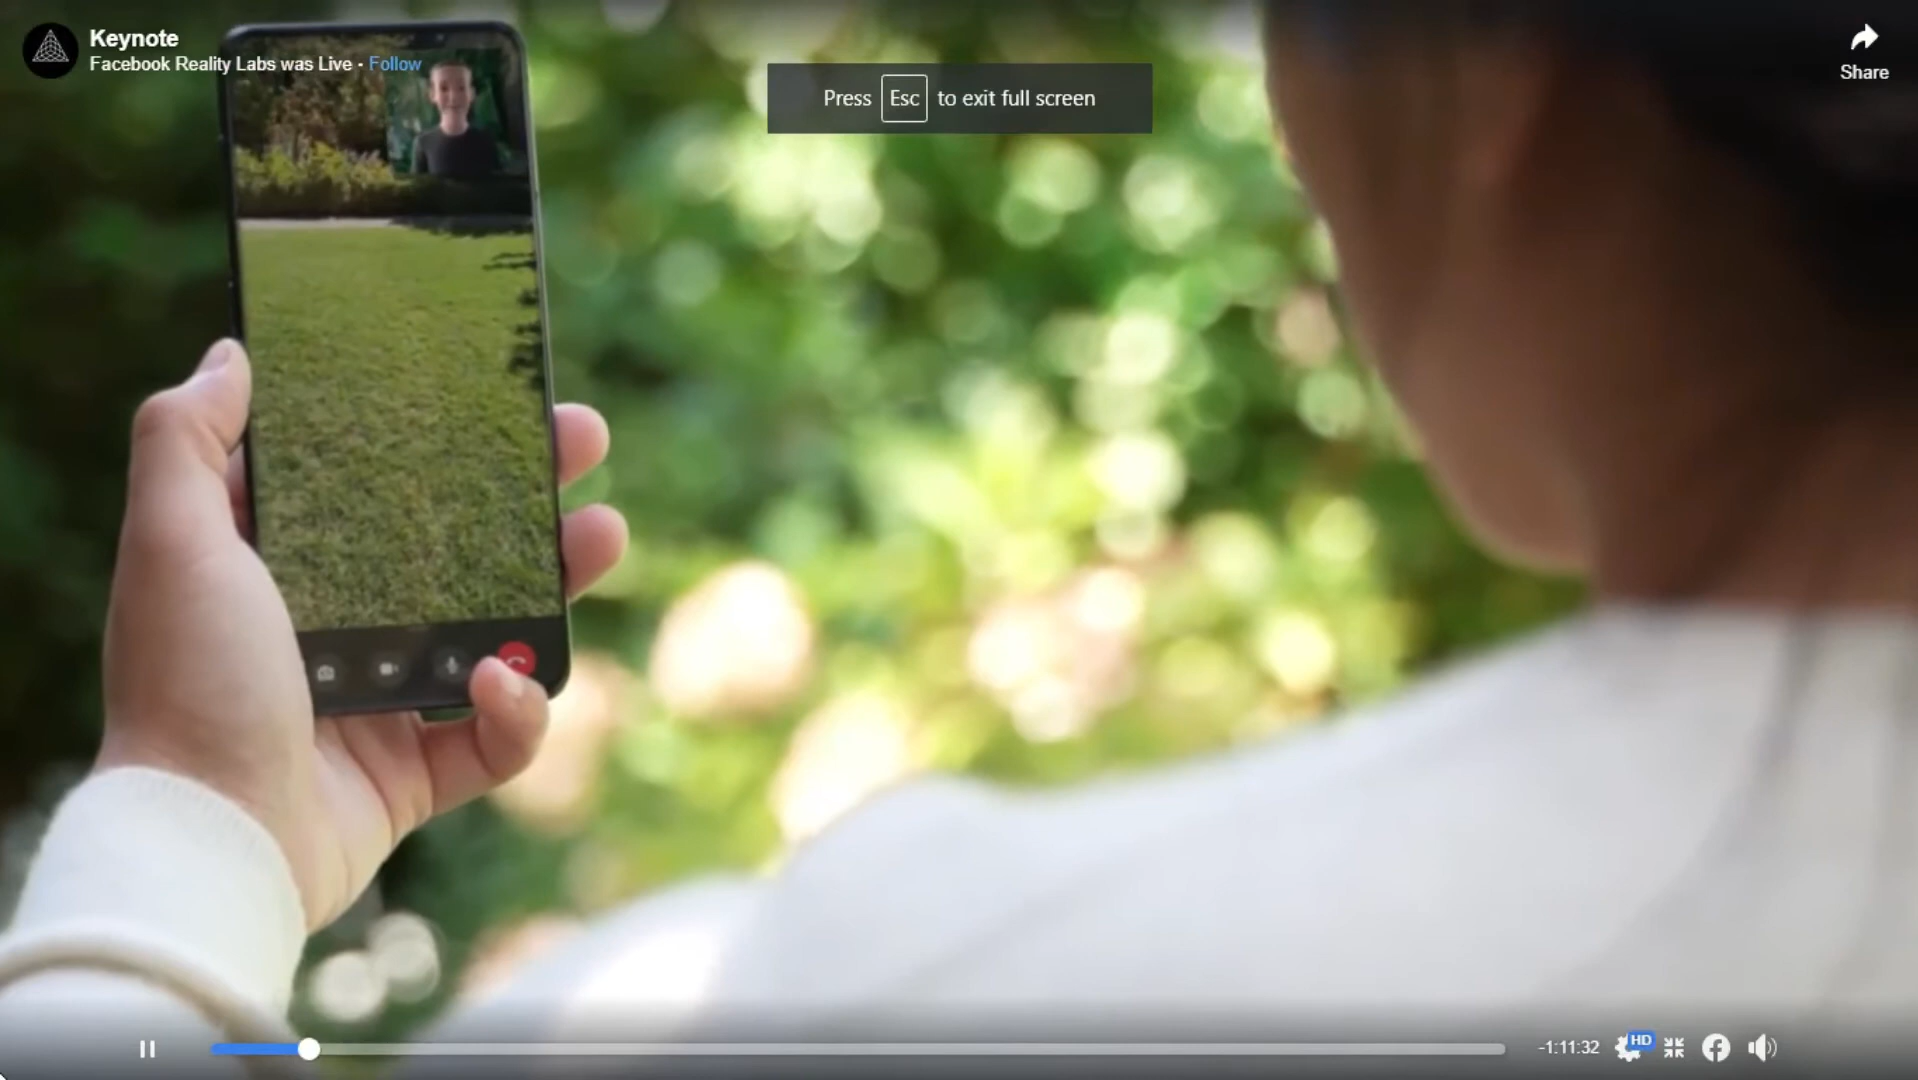 Keynote
Facebook Reality Labs was Live · Follow
Press Esc to exit full screen
Share
-1:11:32
HD